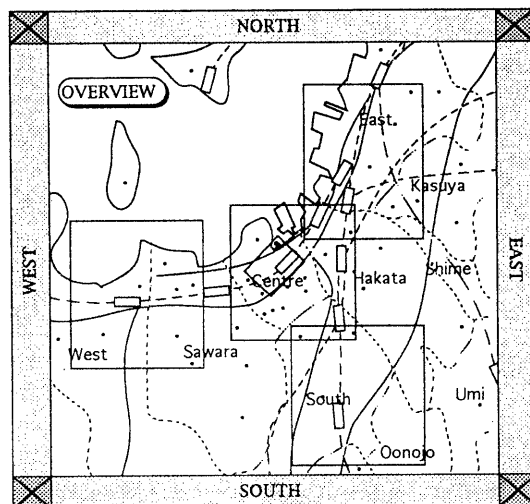 NORTH
OVERVIEW
East
Kasuya
WEST
EAST
Centre
Hakata
Shime
West
Sawara
South
Umi
Oonojo
SOUTH